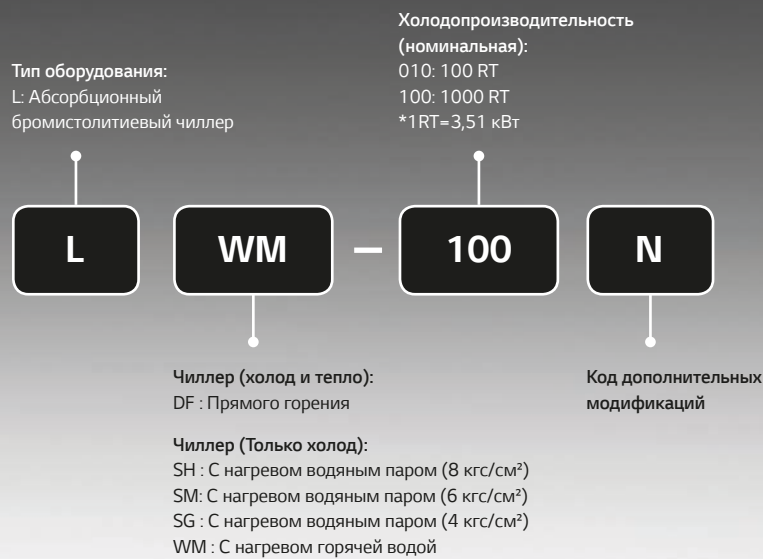 Холодопроизводительность
(номинальная):
010: 100 RT
100: 1000 RT
*1RT=3,51 кВт
Тип оборудования:
L: Абсорбционный
бромистолитиевый чиллер
L WM – 100 N
Чиллер (холод и тепло):
DF : Прямого горения
Чиллер (Только холод):
SH : С нагревом водяным паром (8 кгс/см²)
SM: С нагревом водяным паром (6 кгс/см²)
SG : С нагревом водяным паром (4 кгс/см²)
WM : С нагревом горячей водой
Код дополнительных
модификаций